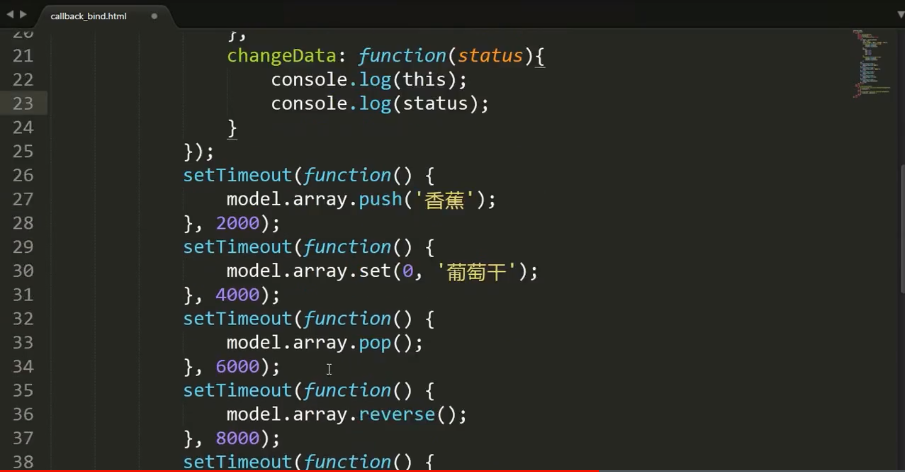 callback_bind.html
20 },
21 changeData: function(status){
22 console.log(this);
23 console.log(status);
24 }
25 });
26 setTimeout(function() {
27 model.array.push('香蕉');
28 }, 2000);
29 setTimeout(function() {
30 model.array.set(0, '葡萄干');
31 }, 4000);
32 setTimeout(function() {
33 model.array.pop();
34 }, 6000);
35 setTimeout(function() {
36 model.array.reverse();
37 }, 8000);
38 setTimeout(function() {